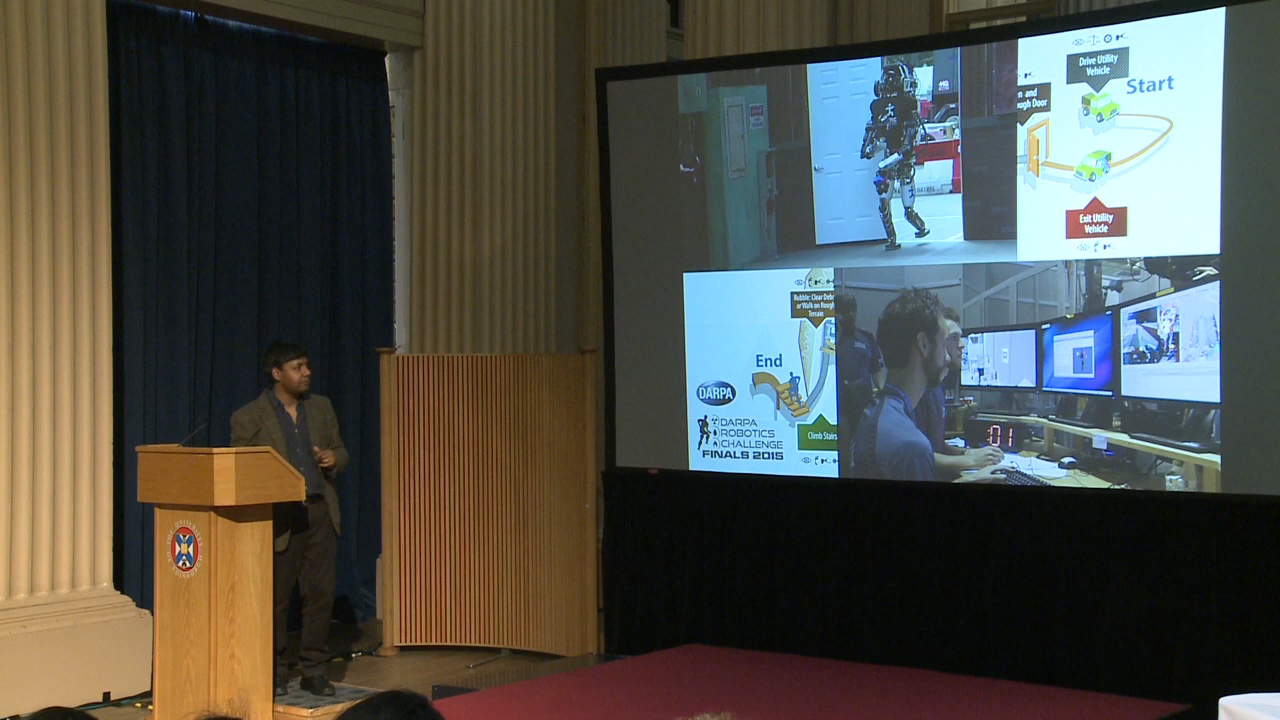 Drive Utility
Vehicle
Start
n and
ugh Door
Exit Utility
Vehicle
Rubble: Clear Debr
or Walk on Rough
Terrain
End
DARPA
DARPA
ROBOTICS
CHALLENGE
FINALS 2015
Climb Stairs
01